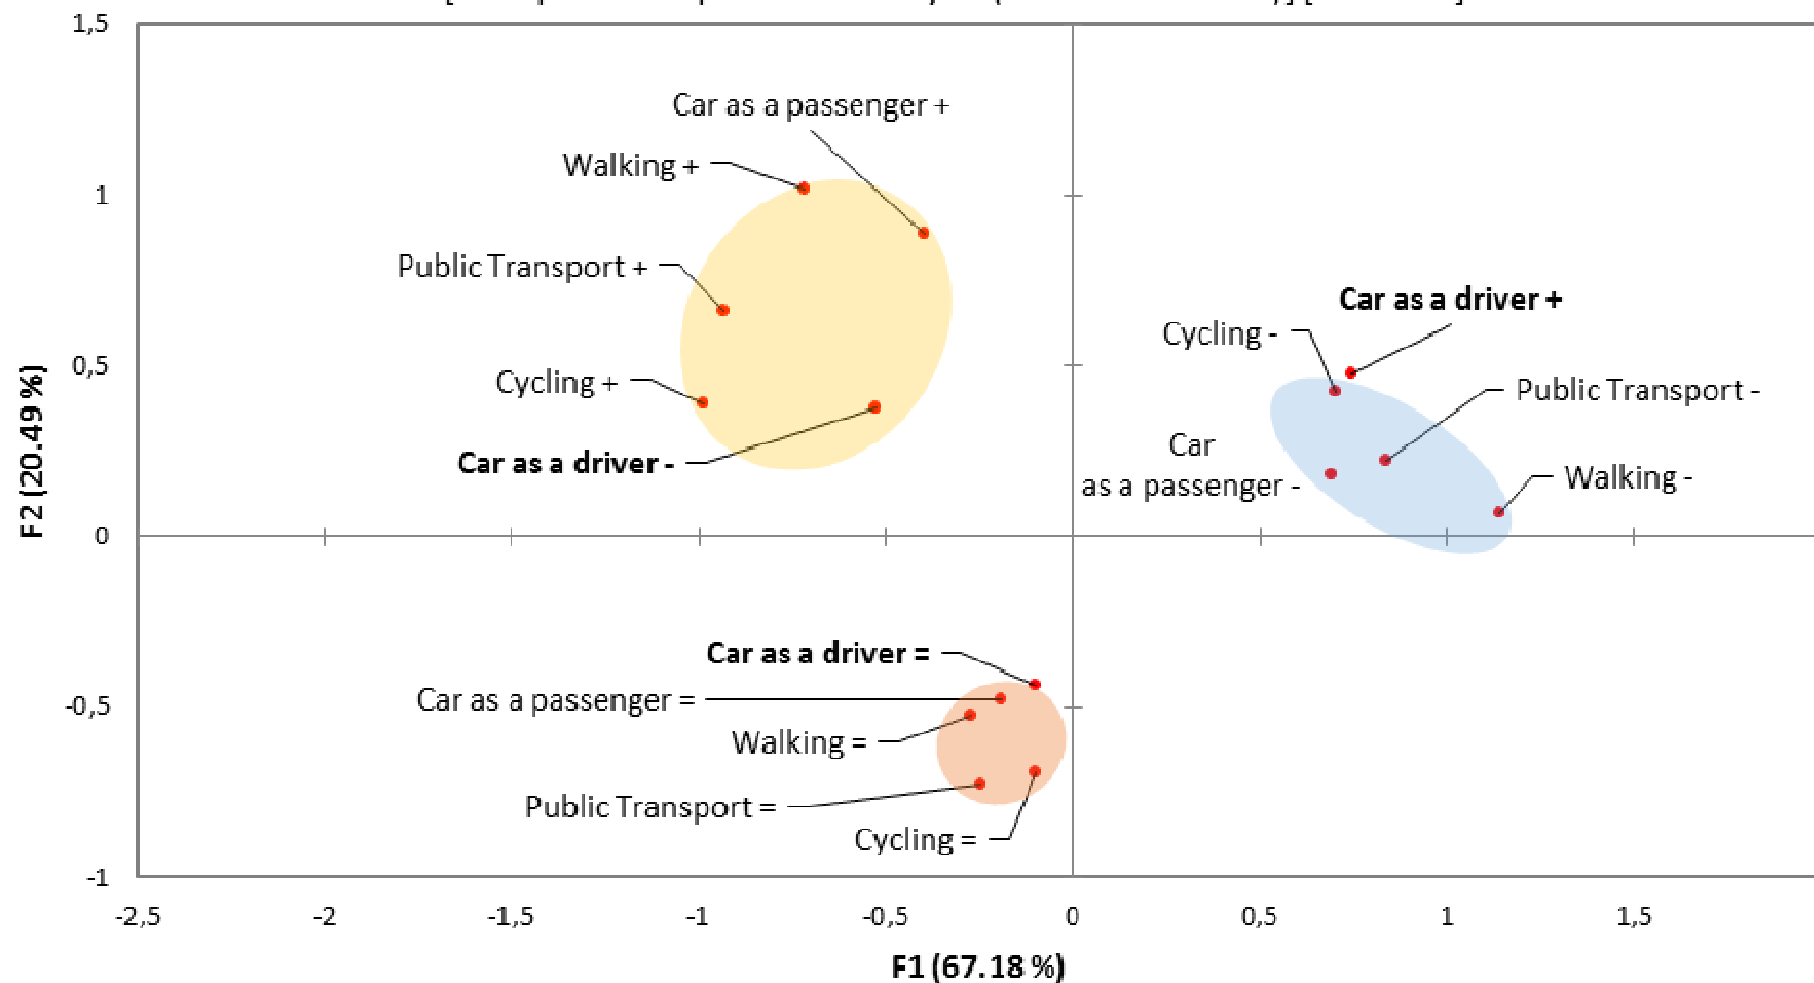 1,5
Car as a passenger +
Walking +
1
Public Transport +
Car as a driver +
Cycling -
0,5
Cycling +
Public Transport -
Car as a driver -
Car
as a passenger -
Walking -
0
F2 (20.49 %)
Car as a driver =
Car as a passenger =
-0,5
Walking =
Public Transport =
Cycling =
-1
-2,5 -2 -1,5 -1 -0,5 0 0,5 1 1,5
F1 (67.18 %)